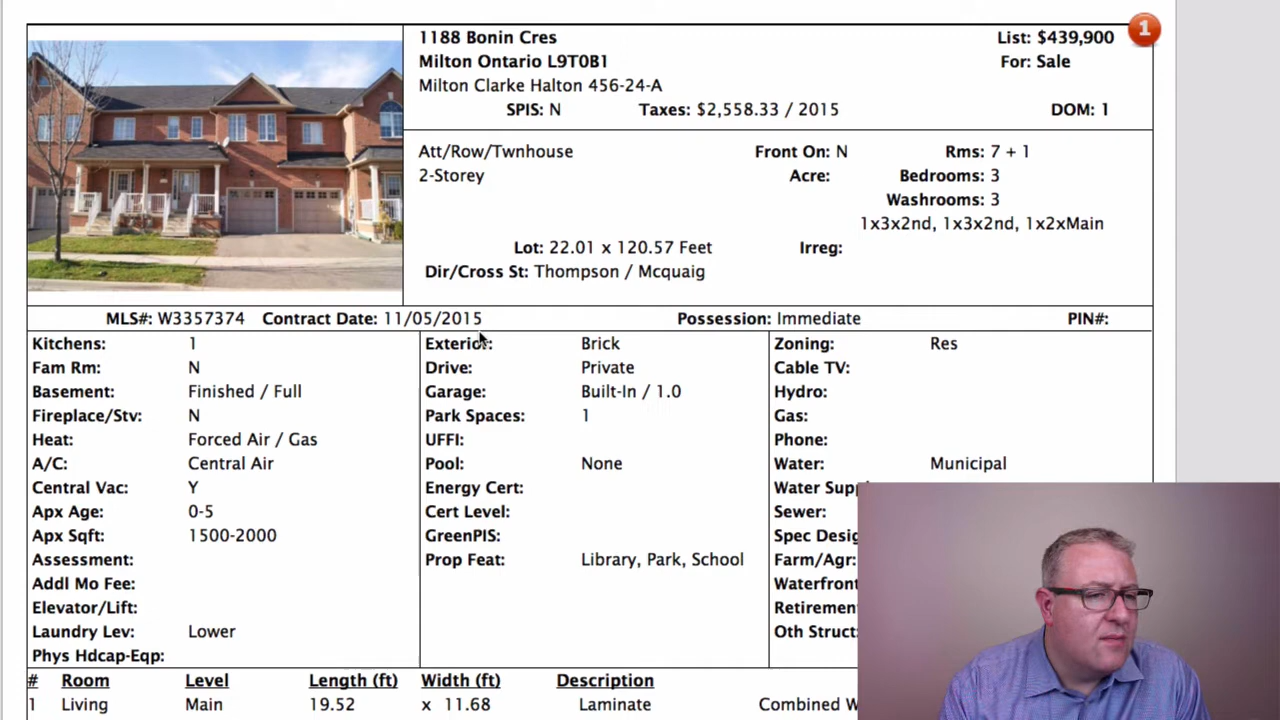 1188 Bonin Cres List: $439,900 1
Milton Ontario L9T0B1 For: Sale
Milton Clarke Halton 456-24-A
SPIS: N Taxes: $2,558.33 / 2015 DOM: 1
Att/Row/Twnhouse Front On: N Rms: 7 + 1
2-Storey Acre: Bedrooms: 3
Washrooms: 3
1x3x2nd, 1x3x2nd, 1x2xMain
Lot: 22.01 x 120.57 Feet Irreg:
Dir/Cross St: Thompson / Mcquaig
MLS#: W3357374 Contract Date: 11/05/2015 Possession: Immediate PIN#:
Kitchens: 1 Exterior: Brick Zoning: Res
Fam Rm: N Drive: Private Cable TV:
Basement: Finished / Full Garage: Built-In / 1.0 Hydro:
Fireplace/Stv: N Park Spaces: 1 Gas:
Heat: Forced Air / Gas UFFI: Phone:
A/C: Central Air Pool: None Water: Municipal
Central Vac: Y Energy Cert: Water
Apx Age: 0-5 Cert Level: Sewer:
Apx Sqft: 1500-2000 GreenPIS: Spec
Assessment: Prop Feat: Library, Park, School Farm/Agr:
Addl Mo Fee: Waterfront
Elevator/Lift: Retirement
Laundry Lev: Lower Oth Struct:
Phys Hdcap-Eqp:
# Room Level Length (ft) Width (ft) Description
1 Living Main 19.52 x 11.68 Laminate Combined W